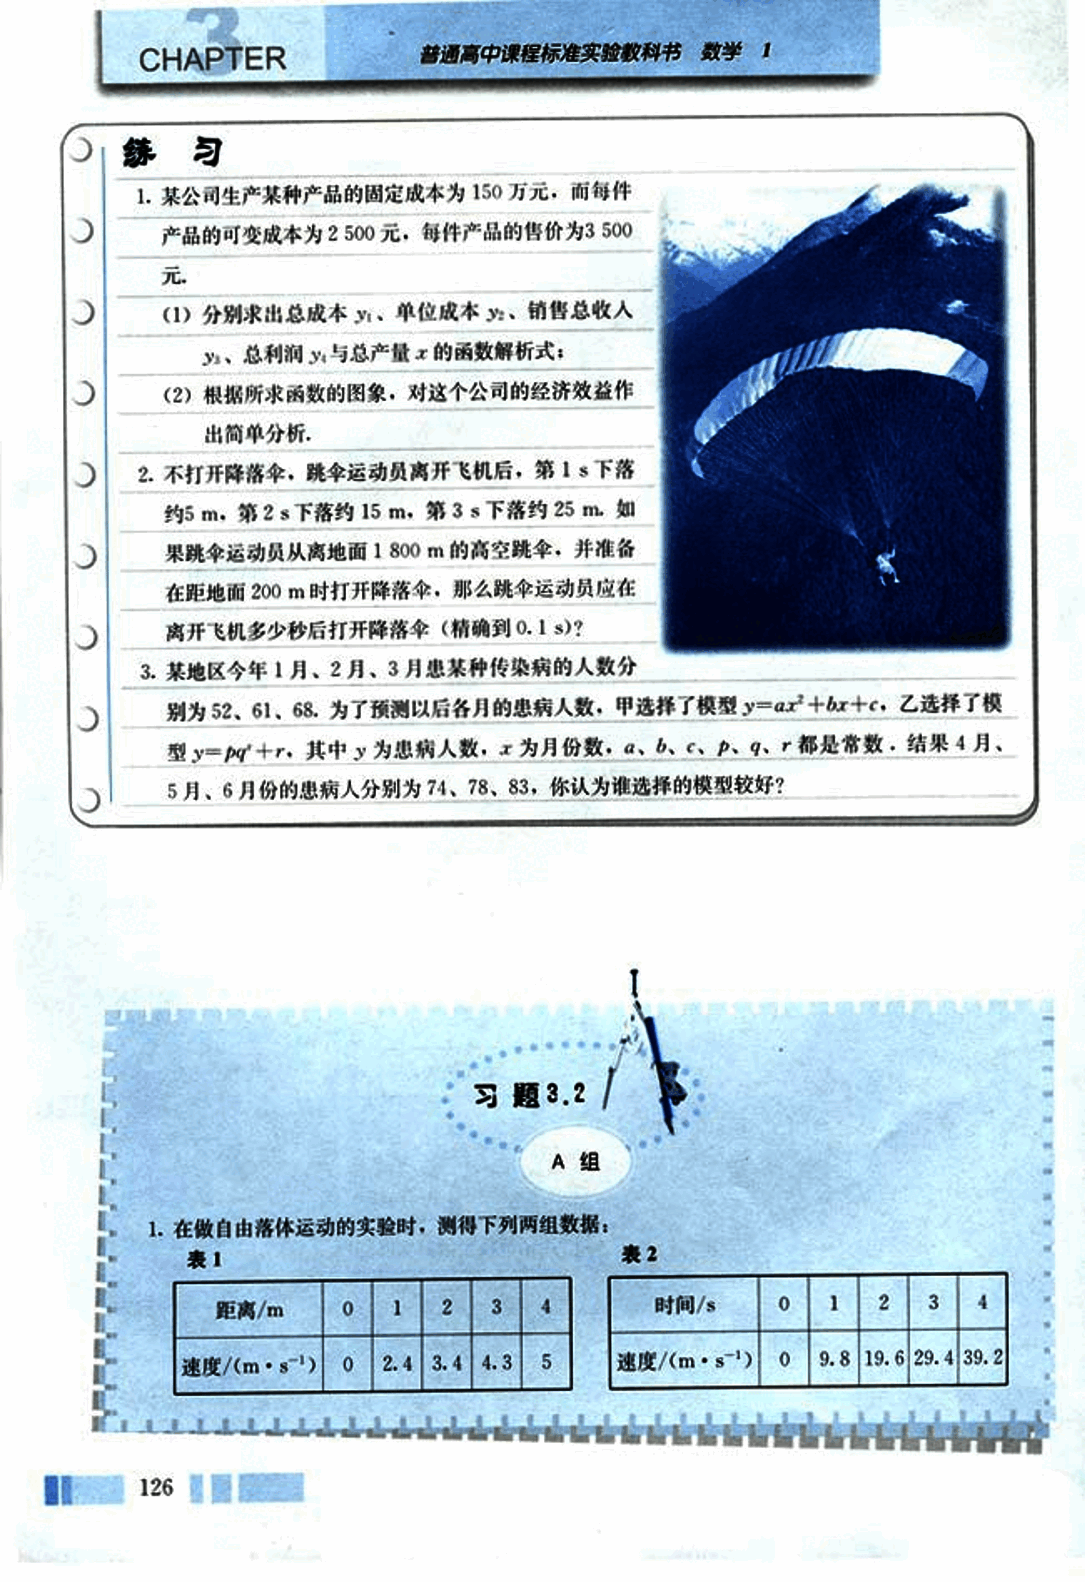 3
CHAPTER
普通高中课程标准实验教科书 数学 1
练 习
1. 某公司生产某种产品的固定成本为 150 万元，而每件
产品的可变成本为 2 500 元，每件产品的售价为3 500
元.
(1) 分别求出总成本 y₁、单位成本 y₂、销售总收入
y₃、总利润 y₄与总产量 x 的函数解析式；
(2) 根据所求函数的图象，对这个公司的经济效益作
出简单分析.
2. 不打开降落伞，跳伞运动员离开飞机后，第 1 s 下落
约5 m，第 2 s 下落约 15 m，第 3 s 下落约 25 m. 如
果跳伞运动员从离地面 1 800 m 的高空跳伞，并准备
在距地面 200 m 时打开降落伞，那么跳伞运动员应在
离开飞机多少秒后打开降落伞（精确到 0.1 s)?
3. 某地区今年 1 月、2 月、3 月患某种传染病的人数分
别为 52、61、68. 为了预测以后各月的患病人数，甲选择了模型 y=ax²+bx+c，乙选择了模
型 y=pqˣ+r，其中 y 为患病人数，x 为月份数，a、b、c、p、q、r 都是常数．结果 4 月、
5 月、6 月份的患病人分别为 74、78、83，你认为谁选择的模型较好？
习 题3.2
A 组
1. 在做自由落体运动的实验时，测得下列两组数据：
表 1
距离/m 0 1 2 3 4
速度/(m·s⁻¹) 0 2.4 3.4 4.3 5
表 2
时间/s 0 1 2 3 4
速度/(m·s⁻¹) 0 9.8 19.6 29.4 39.2
126